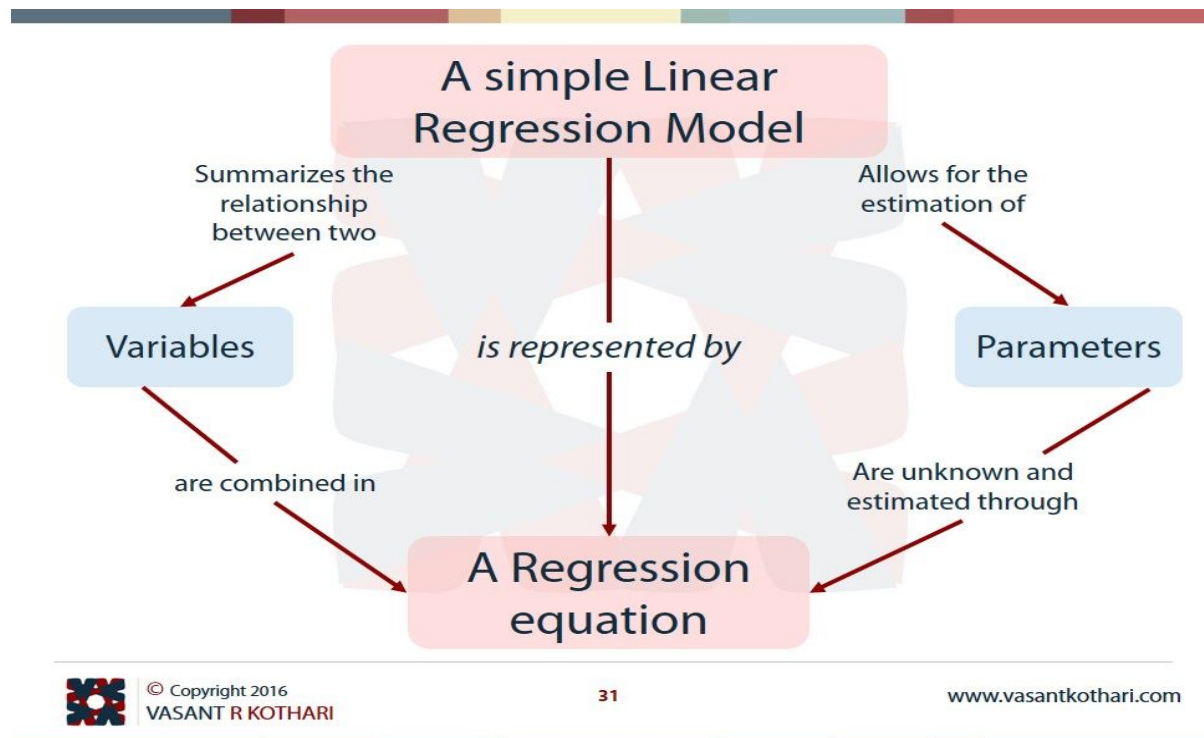 A simple Linear
Regression Model
Summarizes the
relationship
between two
Allows for the
estimation of
Variables
is represented by
Parameters
are combined in
Are unknown and
estimated through
A Regression
equation
© Copyright 2016
VASANT R KOTHARI
31
www.vasantkothari.com